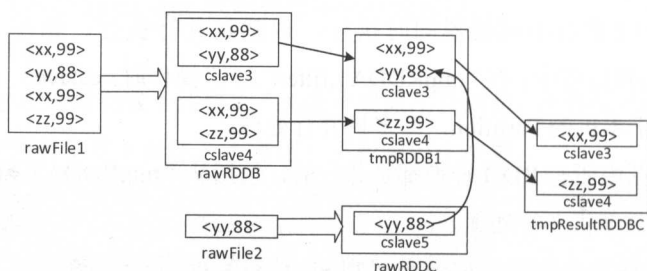 <xx,99>
<yy,88>
<xx,99>
<zz,99>
rawFile1
<xx,99>
<yy,88>
cslave3
<xx,99>
<zz,99>
cslave4
rawRDDB
<xx,99>
<yy,88>
cslave3
<zz,99>
cslave4
tmpRDDB1
<xx,99>
cslave3
<zz,99>
cslave4
tmpResultRDDBC
<yy,88>
rawFile2
<yy,88>
cslave5
rawRDDC